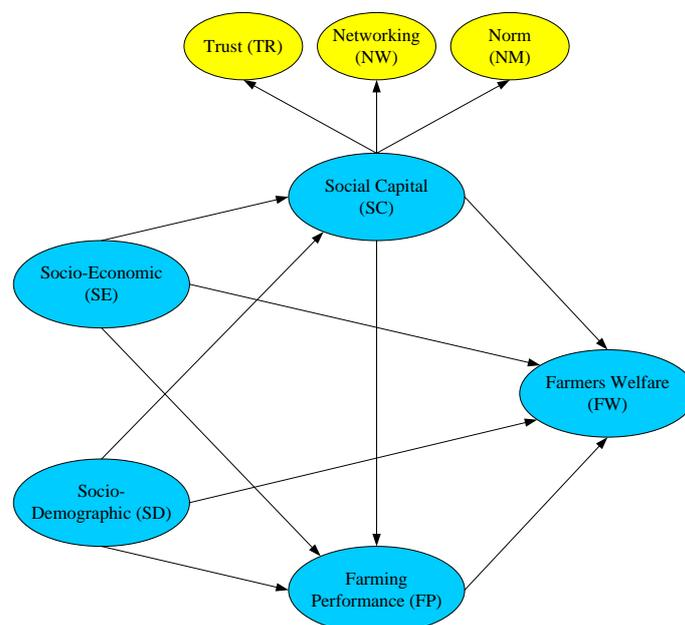 Trust (TR)
Networking
(NW)
Norm
(NM)
Social Capital
(SC)
Socio-Economic
(SE)
Farmers Welfare
(FW)
Socio-
Demographic (SD)
Farming
Performance (FP)